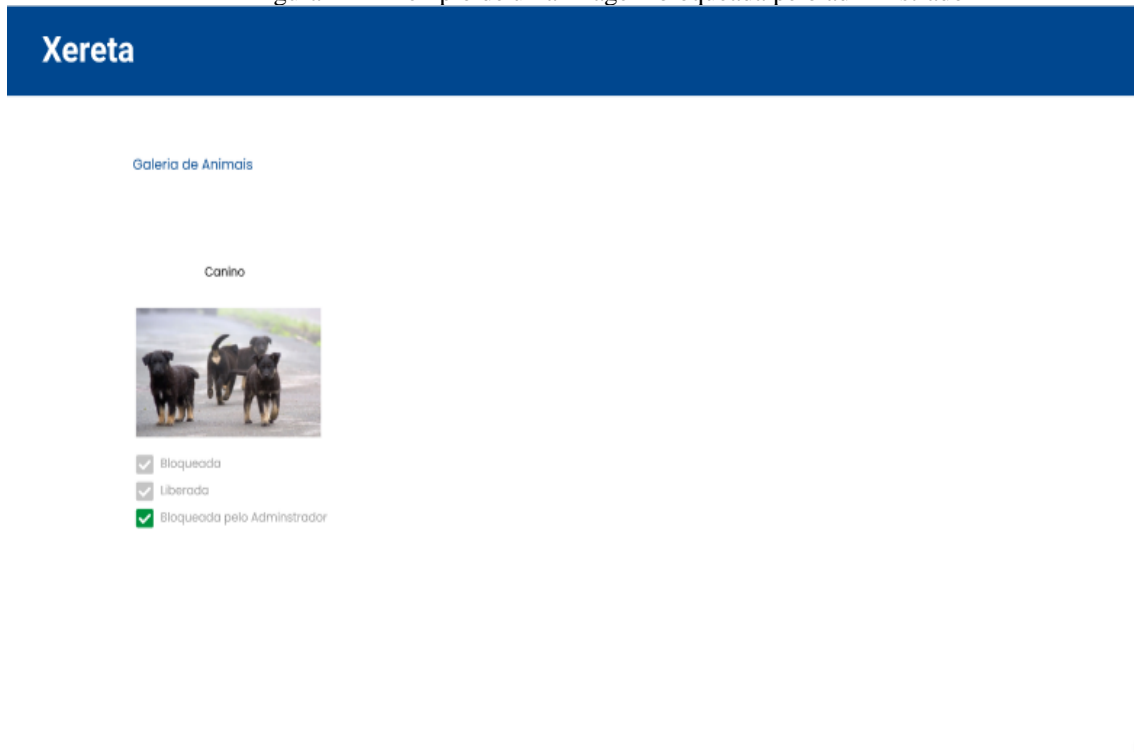 Xereta
Galeria de Animais
Canino
Bloqueada
Liberada
Bloqueada pelo Adminstrador